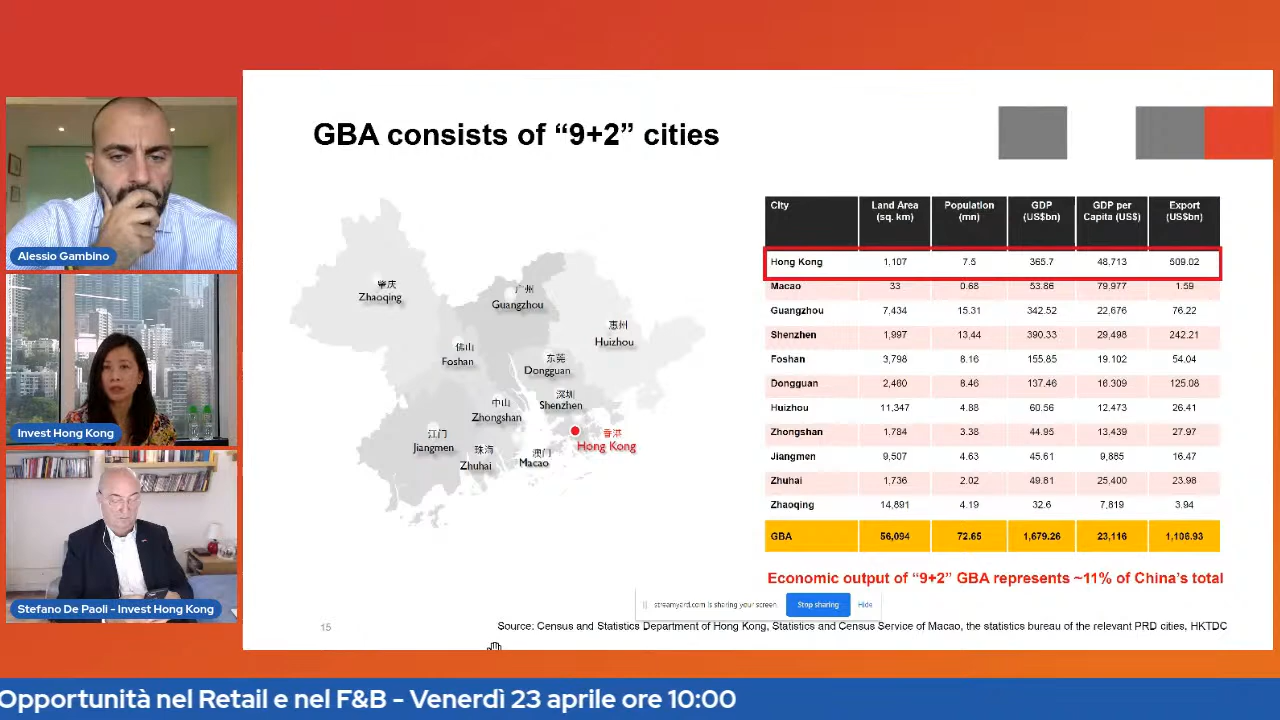 GBA consists of “9+2” cities
肇庆
Zhaoqing
广州
Guangzhou
惠州
Huizhou
佛山
Foshan
东莞
Dongguan
深圳
Shenzhen
中山
Zhongshan
江门
Jiangmen
珠海
Zhuhai
澳门
Macao
香港
Hong Kong
City Land Area (sq. km) Population (mn) GDP (US$bn) GDP per Capita (US$) Export (US$bn)
Hong Kong 1,107 7.5 365.7 48,713 509.02
Macao 33 0.68 53.86 79,977 1.59
Guangzhou 7,434 15.31 342.52 22,676 76.22
Shenzhen 1,997 13.44 390.33 29,498 242.21
Foshan 3,798 8.16 155.85 19,102 54.04
Dongguan 2,460 8.46 137.46 16,309 125.08
Huizhou 11,347 4.88 60.56 12,473 26.41
Zhongshan 1,784 3.38 44.95 13,439 27.97
Jiangmen 9,507 4.63 45.61 9,885 16.47
Zhuhai 1,736 2.02 49.81 25,400 23.98
Zhaoqing 14,891 4.19 32.6 7,819 3.94
GBA 56,094 72.65 1,679.26 23,116 1,106.93
Economic output of “9+2” GBA represents ~11% of China’s total
streamyard.com is sharing your screen. Stop sharing Hide
15
Source: Census and Statistics Department of Hong Kong, Statistics and Census Service of Macao, the statistics bureau of the relevant PRD cities, HKTDC
Alessio Gambino
Invest Hong Kong
Stefano De Paoli - Invest Hong Kong
Opportunità nel Retail e nel F&B - Venerdì 23 aprile ore 10:00